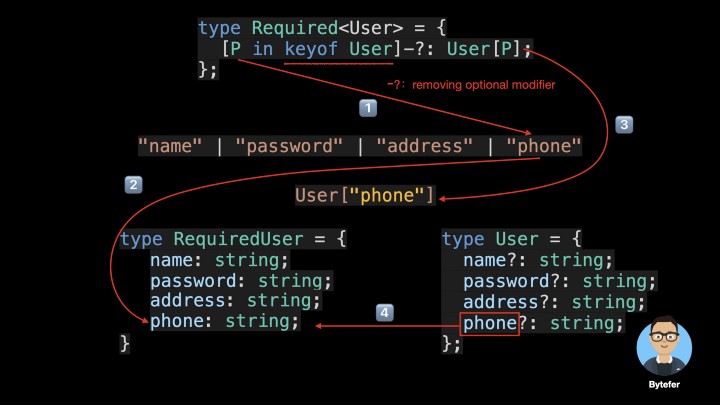 type Required<User> = {
[P in keyof User]-?: User[P];
};
-?: removing optional modifier
1
3
"name" | "password" | "address" | "phone"
2
User["phone"]
type RequiredUser = {
name: string;
password: string;
address: string;
phone: string;
}
4
type User = {
name?: string;
password?: string;
address?: string;
phone?: string;
};
Bytefer